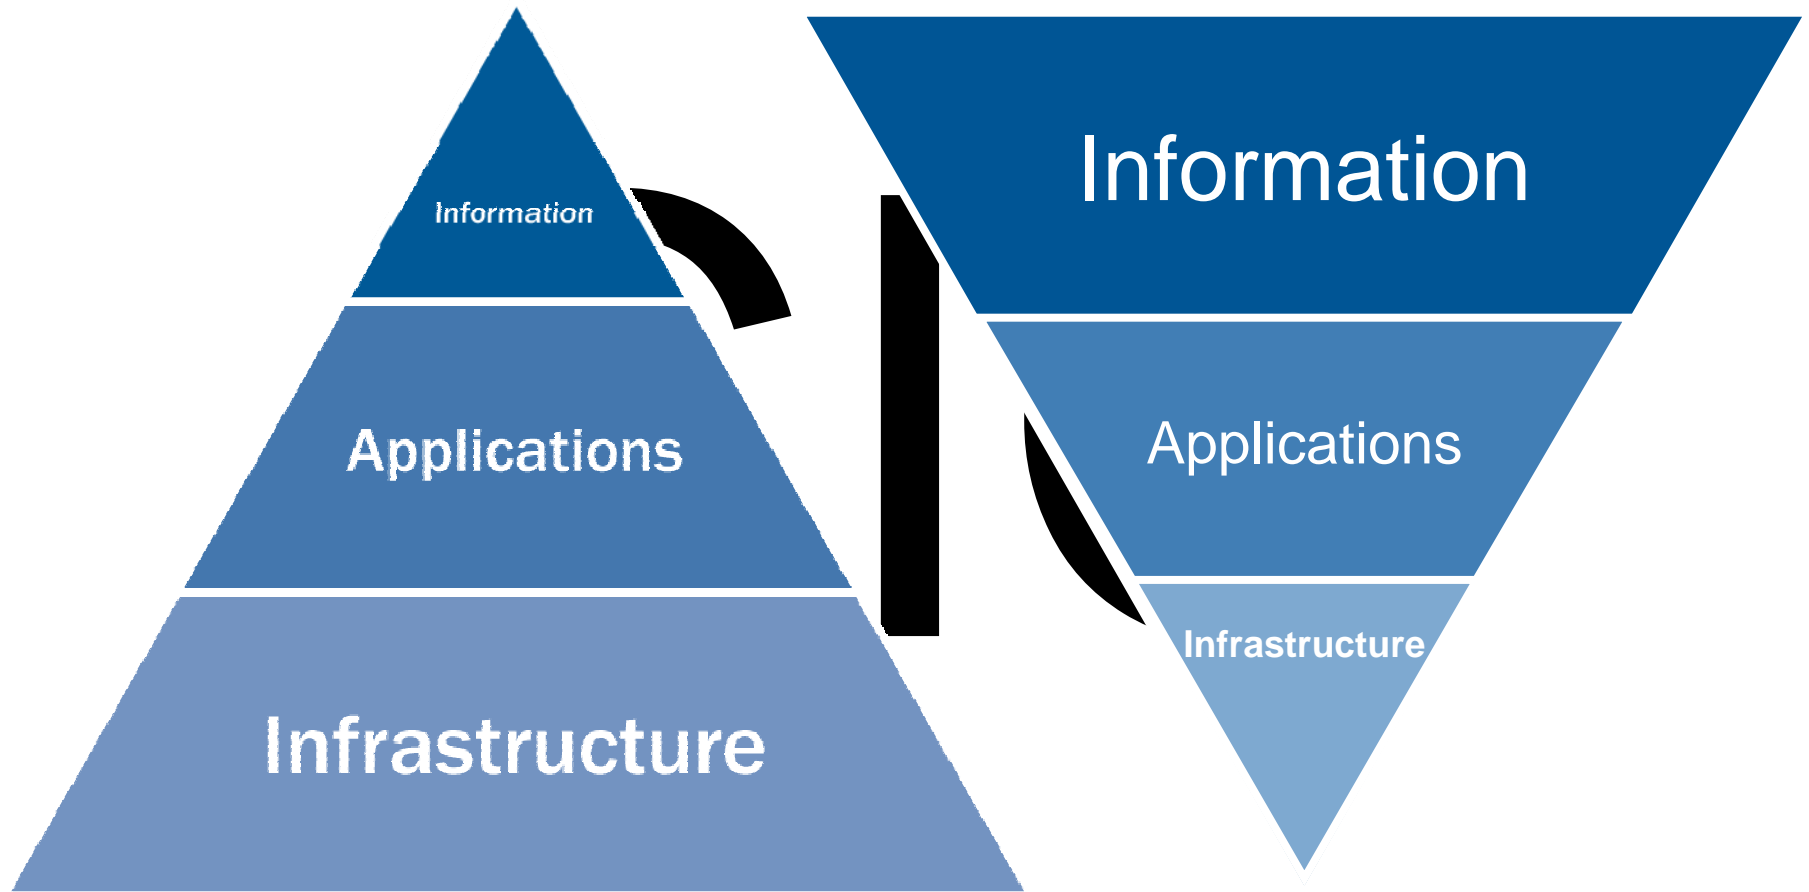 Information
Applications
Infrastructure
Information
Applications
Infrastructure